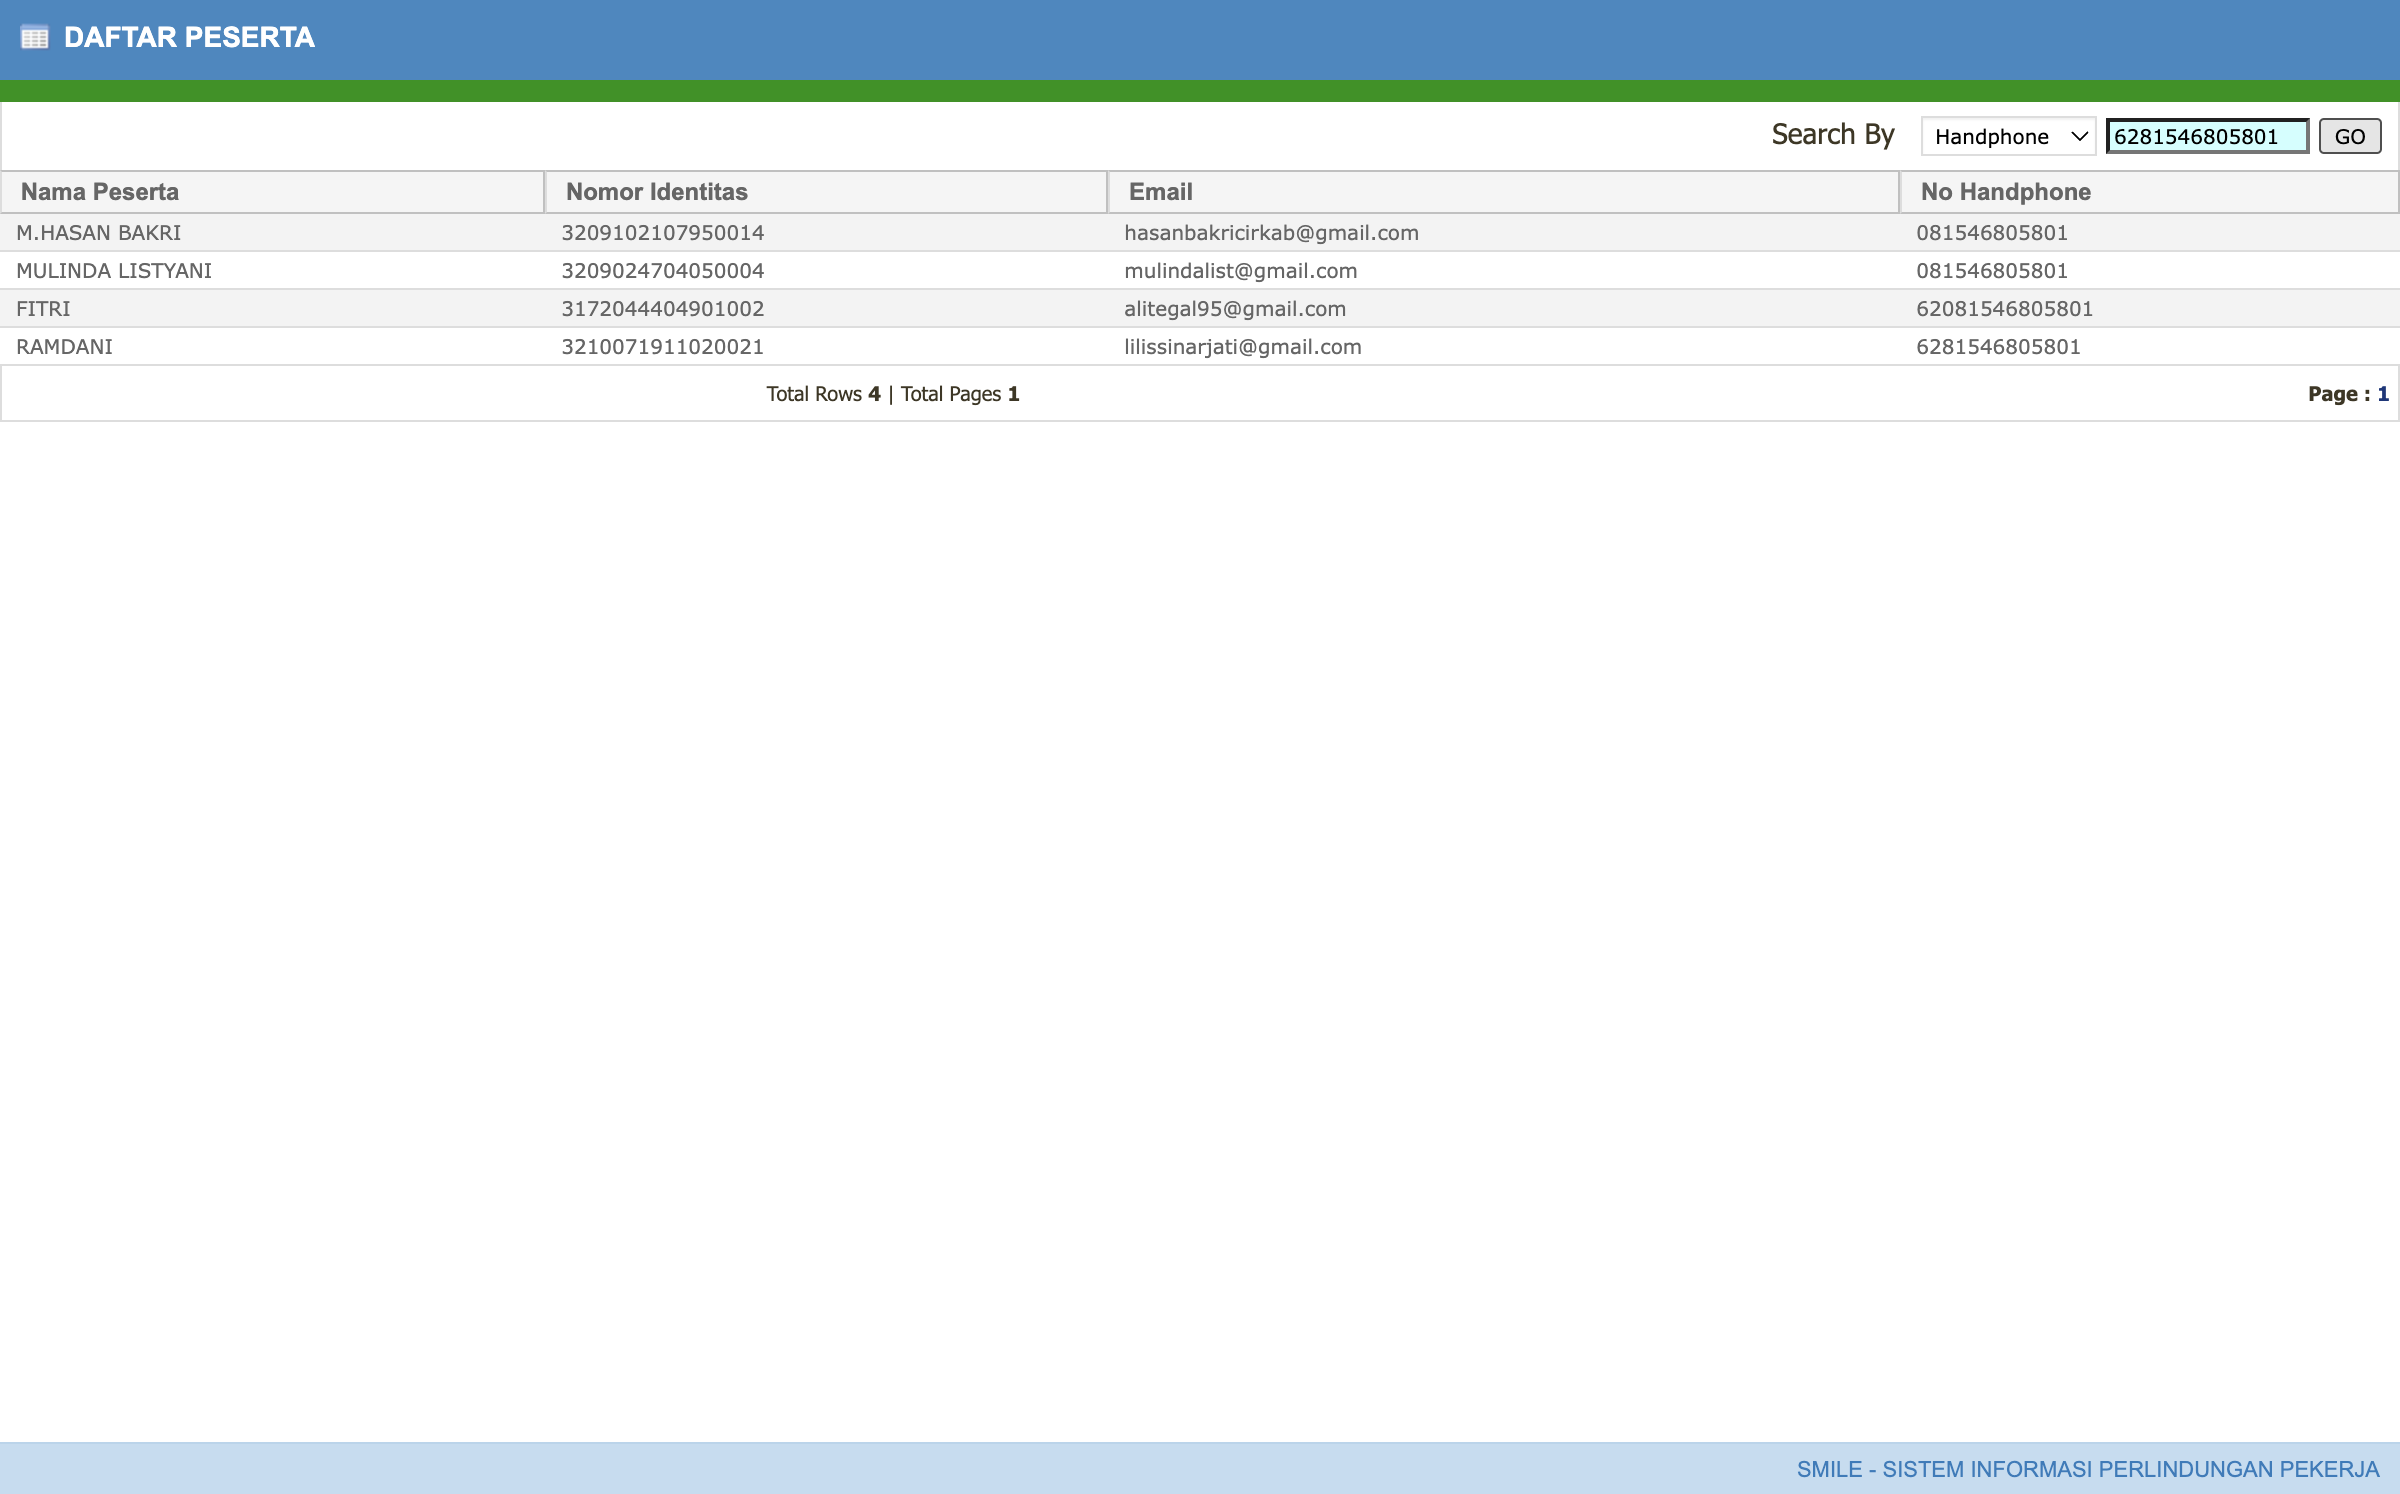 DAFTAR PESERTA
Search By Handphone 6281546805801 GO
Nama Peserta Nomor Identitas Email No Handphone
M.HASAN BAKRI 3209102107950014 hasanbakricirkab@gmail.com 081546805801
MULINDA LISTYANI 3209024704050004 mulindalist@gmail.com 081546805801
FITRI 3172044404901002 alitegal95@gmail.com 62081546805801
RAMDANI 3210071911020021 lilissinarjati@gmail.com 6281546805801
Total Rows 4 | Total Pages 1 Page : 1
SMILE - SISTEM INFORMASI PERLINDUNGAN PEKERJA